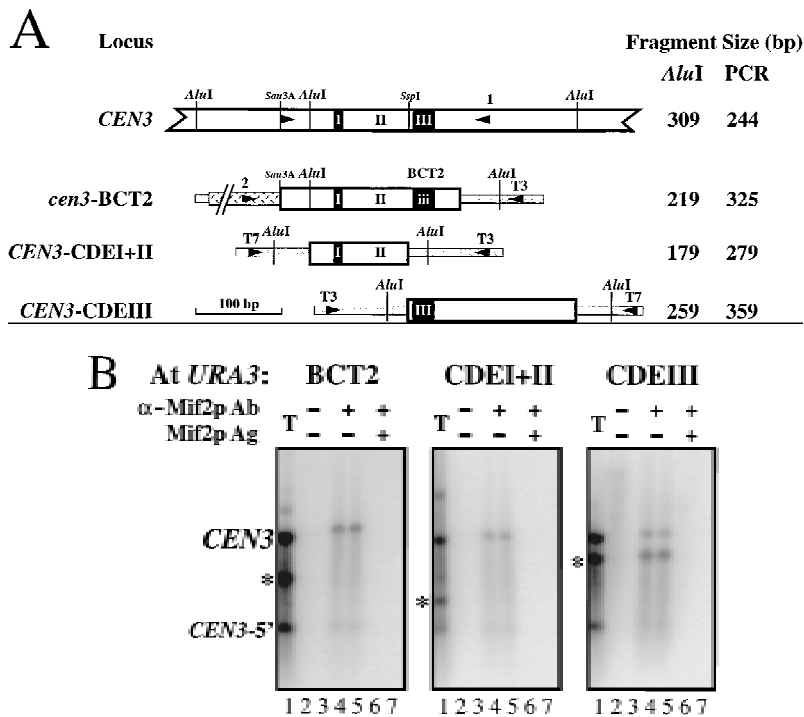 A Locus Fragment Size (bp)
AluI PCR
Sau3A AluI SspI 1 AluI
CEN3 I II III 309 244
2 Sau3A AluI BCT2 AluI T3
cen3-BCT2 I II iii 219 325
T7 AluI AluI T3
CEN3-CDEI+II I II 179 279
T3 AluI AluI T7
CEN3-CDEIII 100 bp III 259 359
B At URA3: BCT2 CDEI+II CDEIII
α-Mif2p Ab T - + + T - + + T - + +
Mif2p Ag - - + - - + - - +
CEN3
*
*
*
CEN3-5'
1 2 3 4 5 6 7 1 2 3 4 5 6 7 1 2 3 4 5 6 7